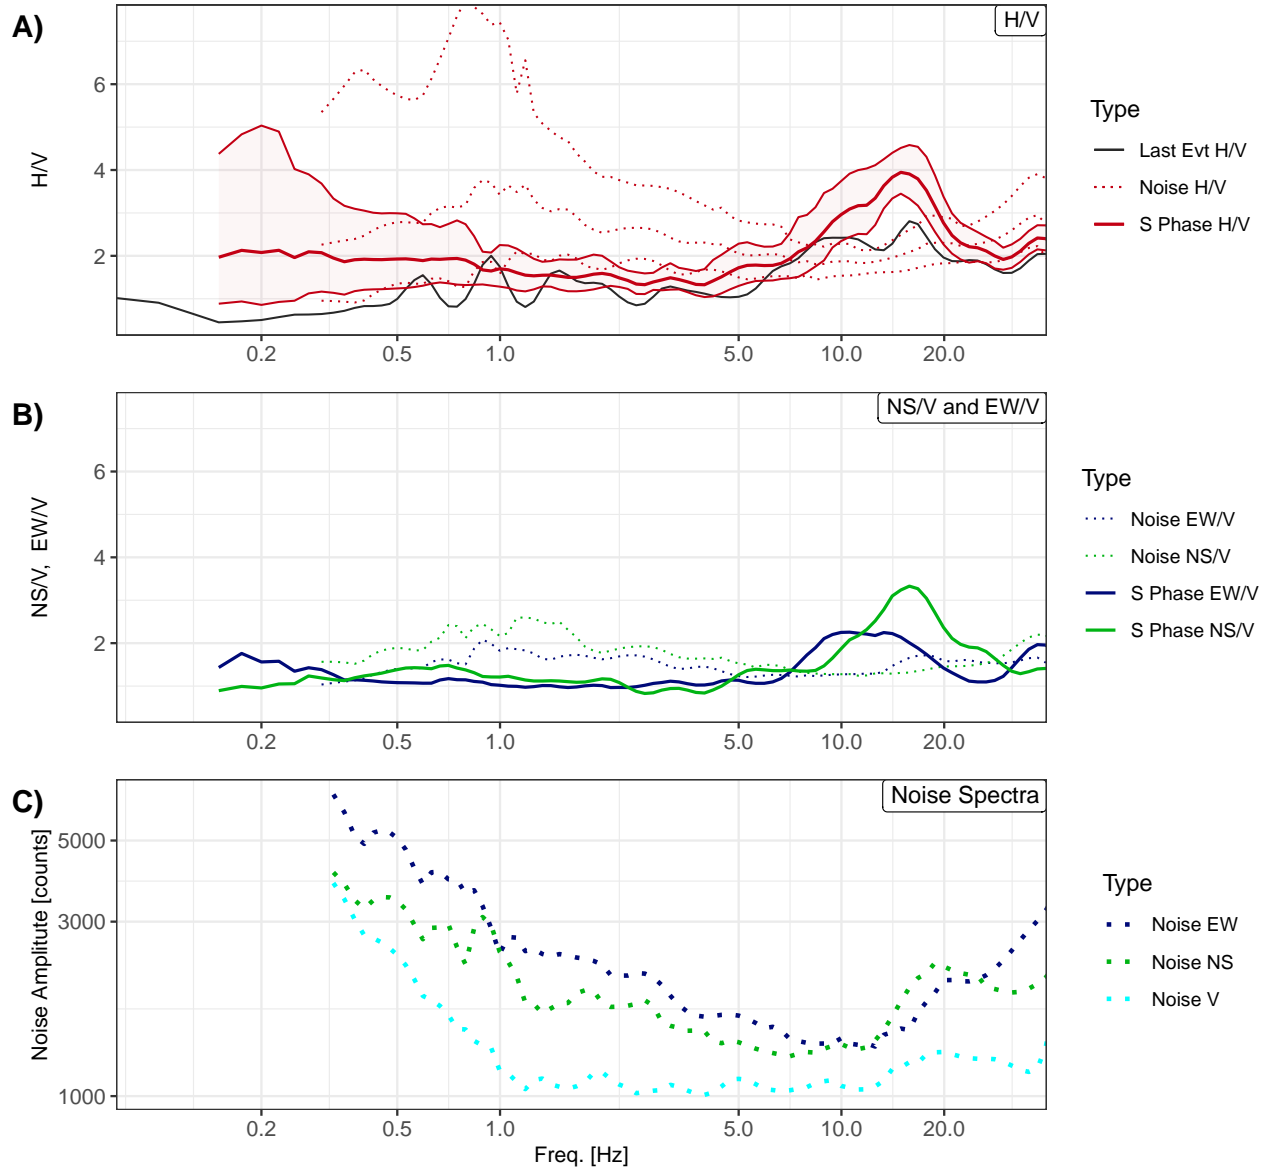 A)
H/V
6
4
2
H/V
0.2 0.5 1.0 5.0 10.0 20.0
Type
Last Evt H/V
Noise H/V
S Phase H/V
B)
NS/V and EW/V
6
4
2
NS/V, EW/V
0.2 0.5 1.0 5.0 10.0 20.0
Type
Noise EW/V
Noise NS/V
S Phase EW/V
S Phase NS/V
C)
Noise Spectra
5000
3000
1000
Noise Amplitute [counts]
0.2 0.5 1.0 5.0 10.0 20.0
Freq. [Hz]
Type
Noise EW
Noise NS
Noise V